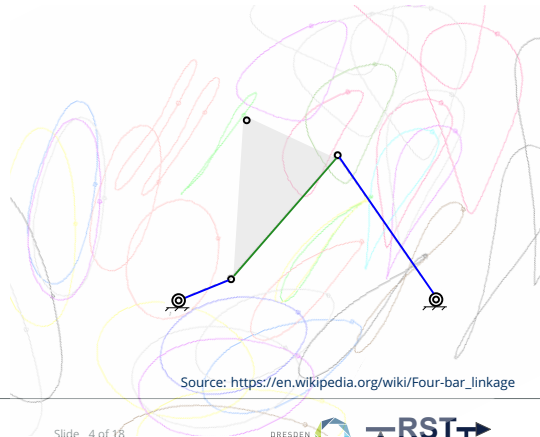 Source: https://en.wikipedia.org/wiki/Four-bar_linkage
Slide 4 of 18
DRESDEN
RST